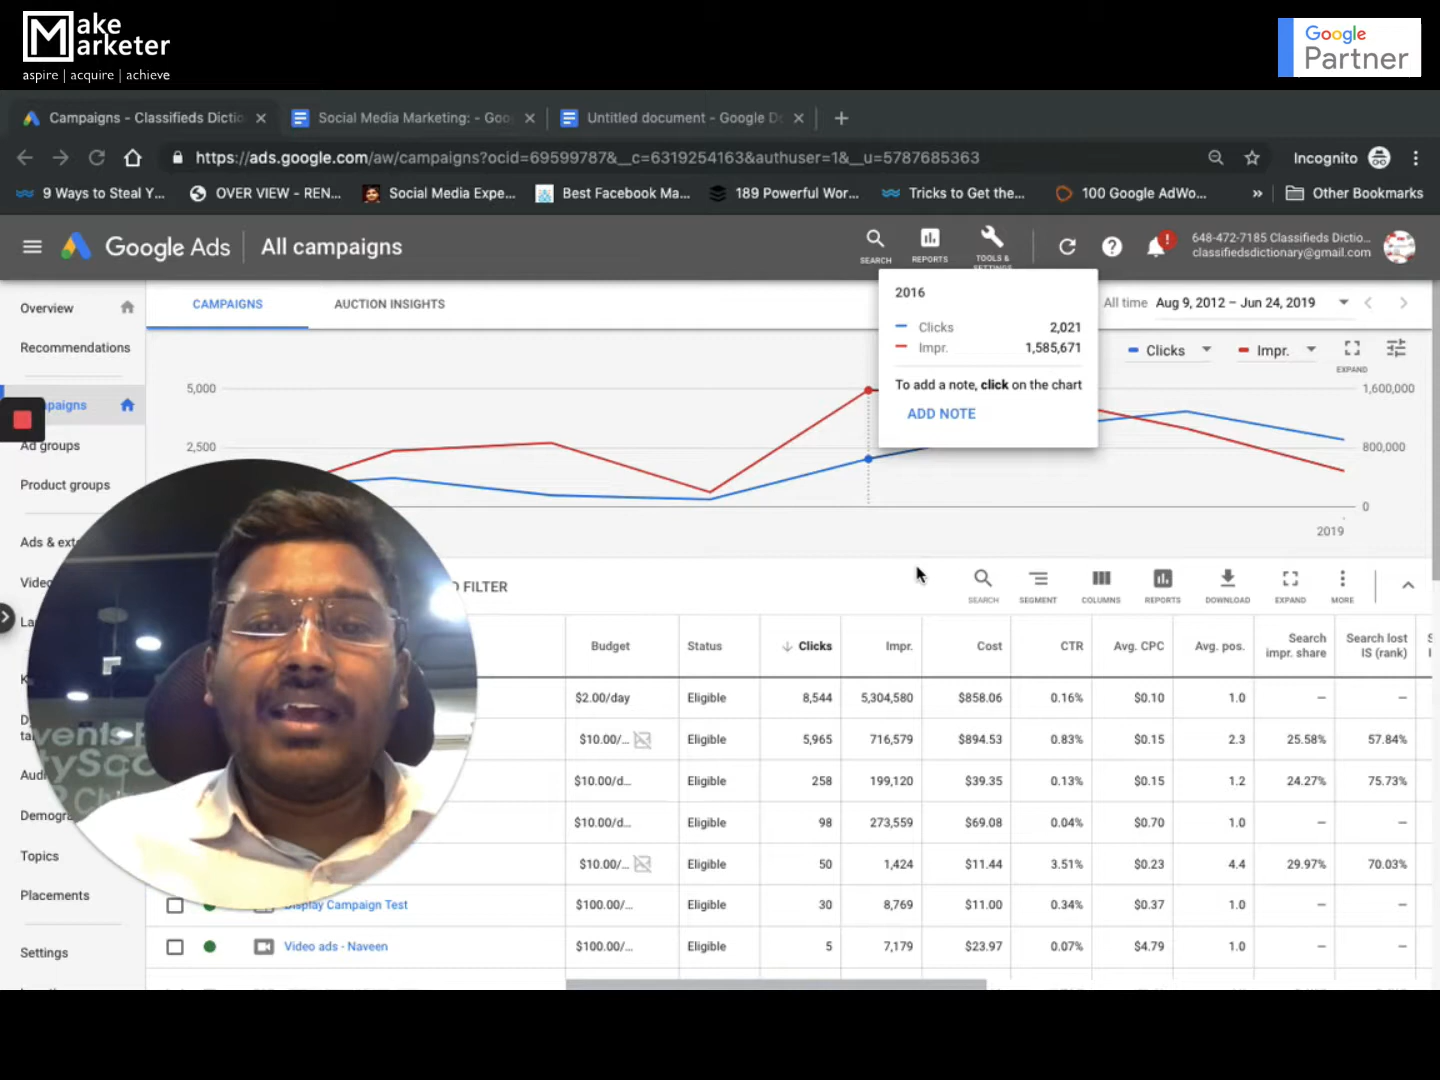 Make
Marketer
aspire | acquire | achieve
Google
Partner
Campaigns - Classifieds Dictio
Social Media Marketing: - Goo
Untitled document - Google D
https://ads.google.com/aw/campaigns?ocid=69599787&__c=6319254163&authuser=1&__u=5787685363
Incognito
9 Ways to Steal Y...
OVER VIEW - REN...
Social Media Expe...
Best Facebook Ma...
189 Powerful Wor...
Tricks to Get the...
100 Google AdWo...
»
Other Bookmarks
Google Ads
All campaigns
SEARCH
REPORTS
TOOLS &
SETTINGS
648-472-7185 Classifieds Dictio...
classifiedsdictionary@gmail.com
Overview
Recommendations
paigns
Ad groups
Product groups
Ads & ext
Video
Topics
Placements
Settings
CAMPAIGNS
AUCTION INSIGHTS
All time
Aug 9, 2012 – Jun 24, 2019
2016
Clicks 2,021
Impr. 1,585,671
To add a note, click on the chart
ADD NOTE
Clicks
Impr.
EXPAND
5,000
2,500
1,600,000
800,000
0
2019
FILTER
SEARCH
SEGMENT
COLUMNS
REPORTS
DOWNLOAD
EXPAND
MORE
Budget Status Clicks Impr. Cost CTR Avg. CPC Avg. pos. Search impr. share Search lost IS (rank)
$2.00/day Eligible 8,544 5,304,580 $858.06 0.16% $0.10 1.0 – –
$10.00/... Eligible 5,965 716,579 $894.53 0.83% $0.15 2.3 25.58% 57.84%
$10.00/d... Eligible 258 199,120 $39.35 0.13% $0.15 1.2 24.27% 75.73%
$10.00/d... Eligible 98 273,559 $69.08 0.04% $0.70 1.0 – –
$10.00/... Eligible 50 1,424 $11.44 3.51% $0.23 4.4 29.97% 70.03%
Display Campaign Test $100.00/... Eligible 30 8,769 $11.00 0.34% $0.37 1.0 – –
Video ads - Naveen $100.00/... Eligible 5 7,179 $23.97 0.07% $4.79 1.0 – –